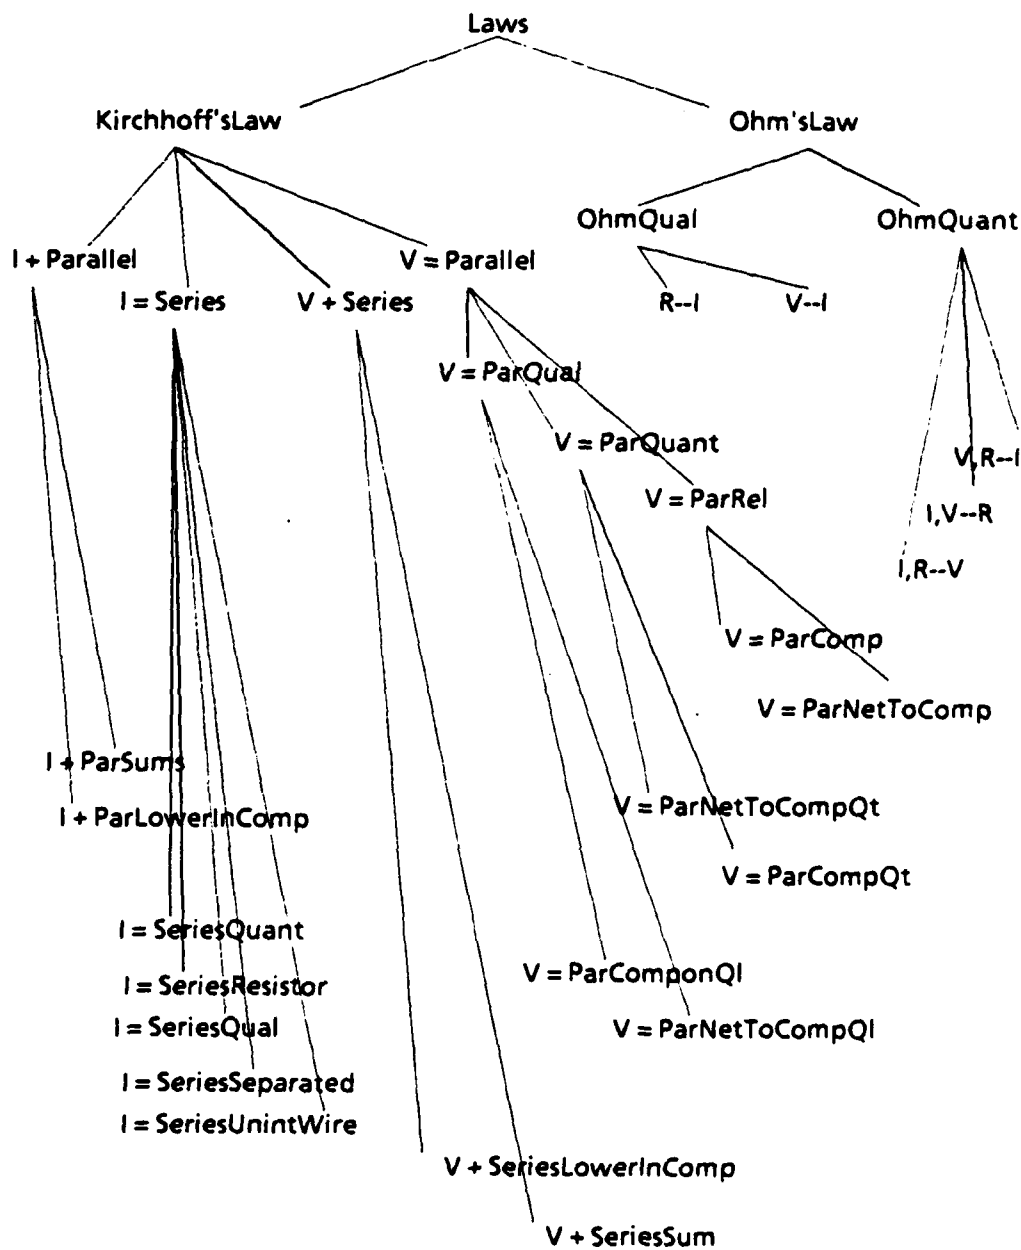 Laws
Kirchhoff'sLaw
Ohm'sLaw
OhmQual
OhmQuant
I + Parallel
V = Parallel
I = Series
V + Series
R--I
V--I
V = ParQual
V = ParQuant
V,R--I
V = ParRel
I,V--R
I,R--V
V = ParComp
V = ParNetToComp
I + ParSums
V = ParNetToCompQt
I + ParLowerInComp
V = ParCompQt
I = SeriesQuant
V = ParComponQl
I = SeriesResistor
I = SeriesQual
V = ParNetToCompQl
I = SeriesSeparated
I = SeriesUnintWire
V + SeriesLowerInComp
V + SeriesSum